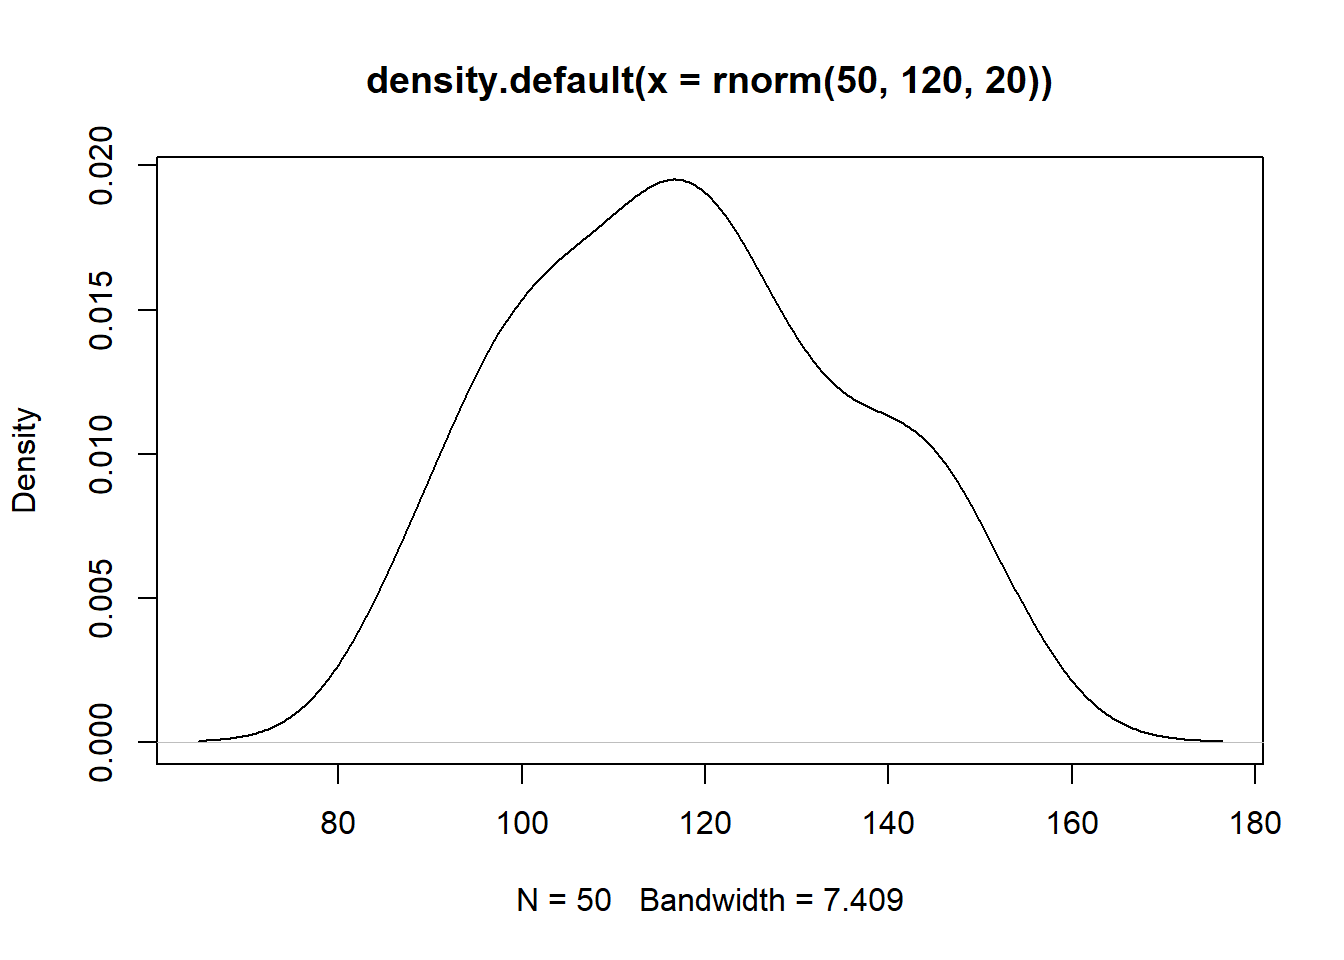 density.default(x = rnorm(50, 120, 20))
Density
0.020
0.015
0.010
0.005
0.000
80 100 120 140 160 180
N = 50   Bandwidth = 7.409